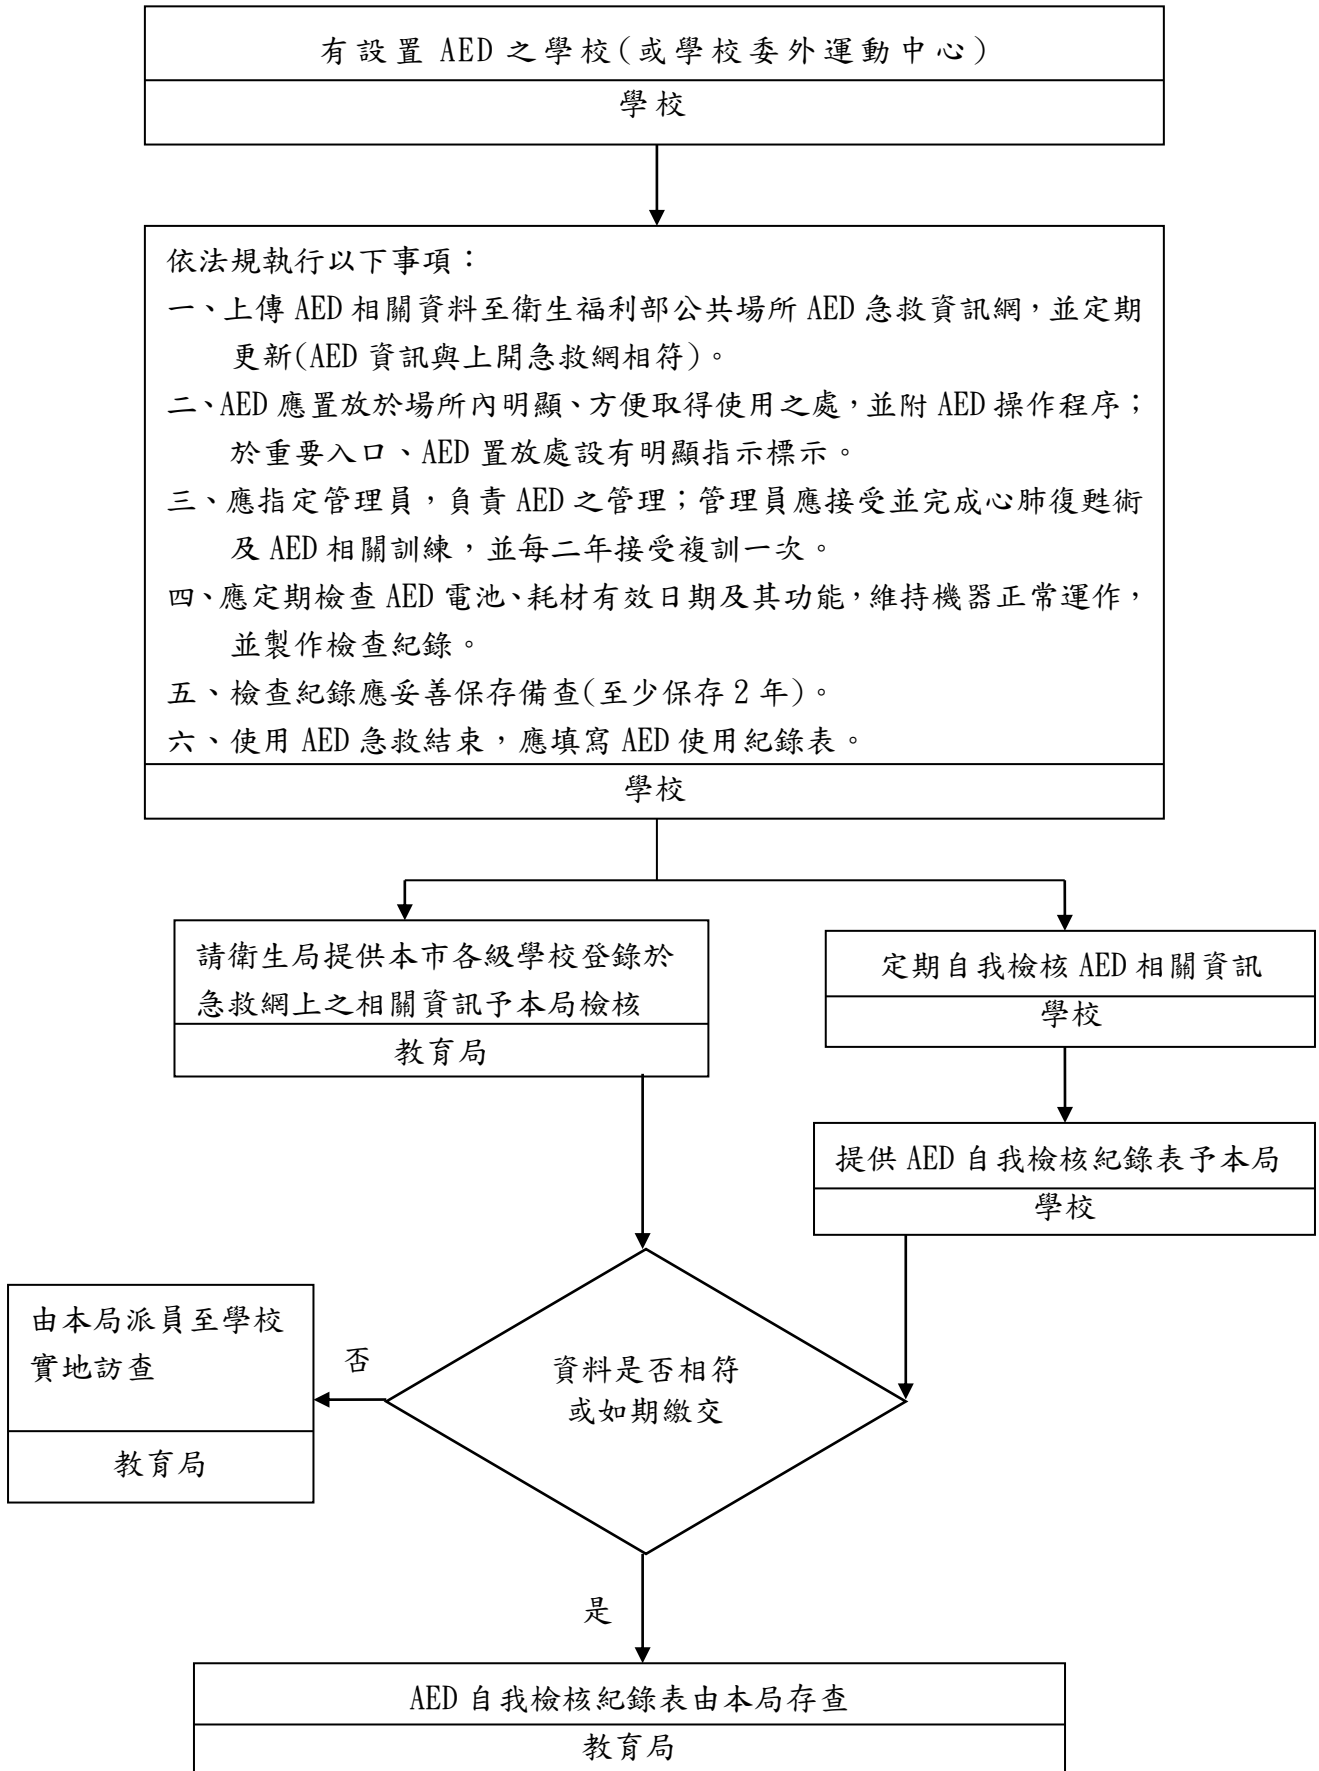 有設置 AED 之學校(或學校委外運動中心)
學校
依法規執行以下事項：
一、上傳 AED 相關資料至衛生福利部公共場所 AED 急救資訊網，並定期
更新(AED 資訊與上開急救網相符)。
二、AED 應置放於場所內明顯、方便取得使用之處，並附 AED 操作程序；
於重要入口、AED 置放處設有明顯指示標示。
三、應指定管理員，負責 AED 之管理；管理員應接受並完成心肺復甦術
及 AED 相關訓練，並每二年接受複訓一次。
四、應定期檢查 AED 電池、耗材有效日期及其功能，維持機器正常運作，
並製作檢查紀錄。
五、檢查紀錄應妥善保存備查(至少保存 2 年)。
六、使用 AED 急救結束，應填寫 AED 使用紀錄表。
學校
請衛生局提供本市各級學校登錄於
急救網上之相關資訊予本局檢核
教育局
定期自我檢核 AED 相關資訊
學校
提供 AED 自我檢核紀錄表予本局
學校
資料是否相符
或如期繳交
否
由本局派員至學校
實地訪查
教育局
是
AED 自我檢核紀錄表由本局存查
教育局